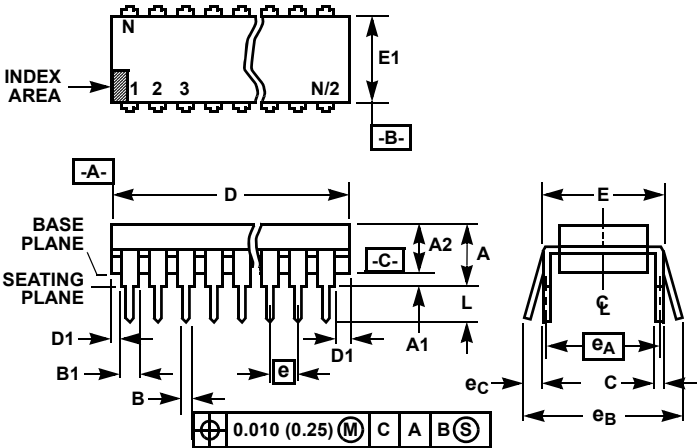 N
E1
INDEX
AREA
1 2 3 N/2
-B-
-A-
D
E
BASE
PLANE
A2
A
-C-
SEATING
PLANE
L
D1
A1
D1
B1
e
eA
B
eC
C
eB
0.010 (0.25) Ⓜ C A B Ⓢ
℄